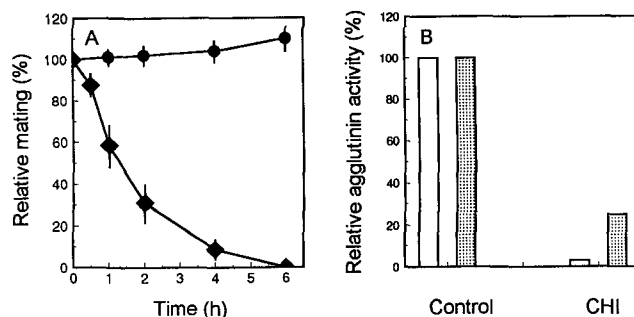 A
Relative mating (%)
120
100
80
60
40
20
0
0 1 2 3 4 5 6
Time (h)
B
Relative agglutinin activity (%)
120
100
80
60
40
20
0
Control CHI